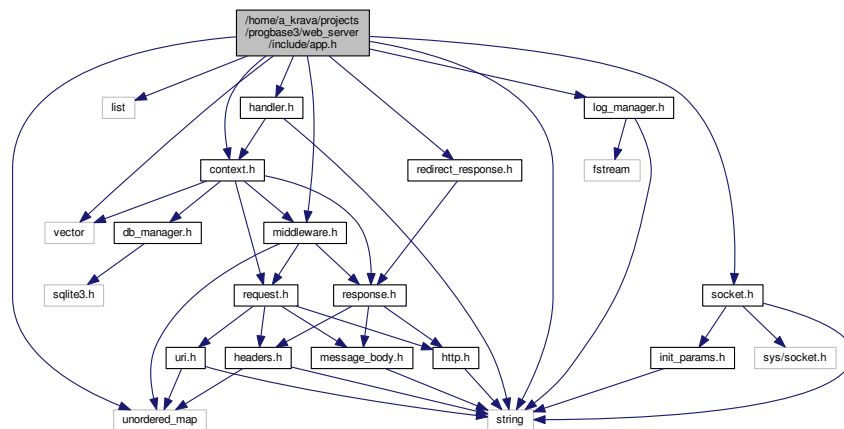 /home/a_krava/projects
/progbase3/web_server
/include/app.h
list
handler.h
log_manager.h
context.h
redirect_response.h
fstream
vector
db_manager.h
middleware.h
sqlite3.h
request.h
response.h
socket.h
uri.h
headers.h
message_body.h
http.h
init_params.h
sys/socket.h
unordered_map
string